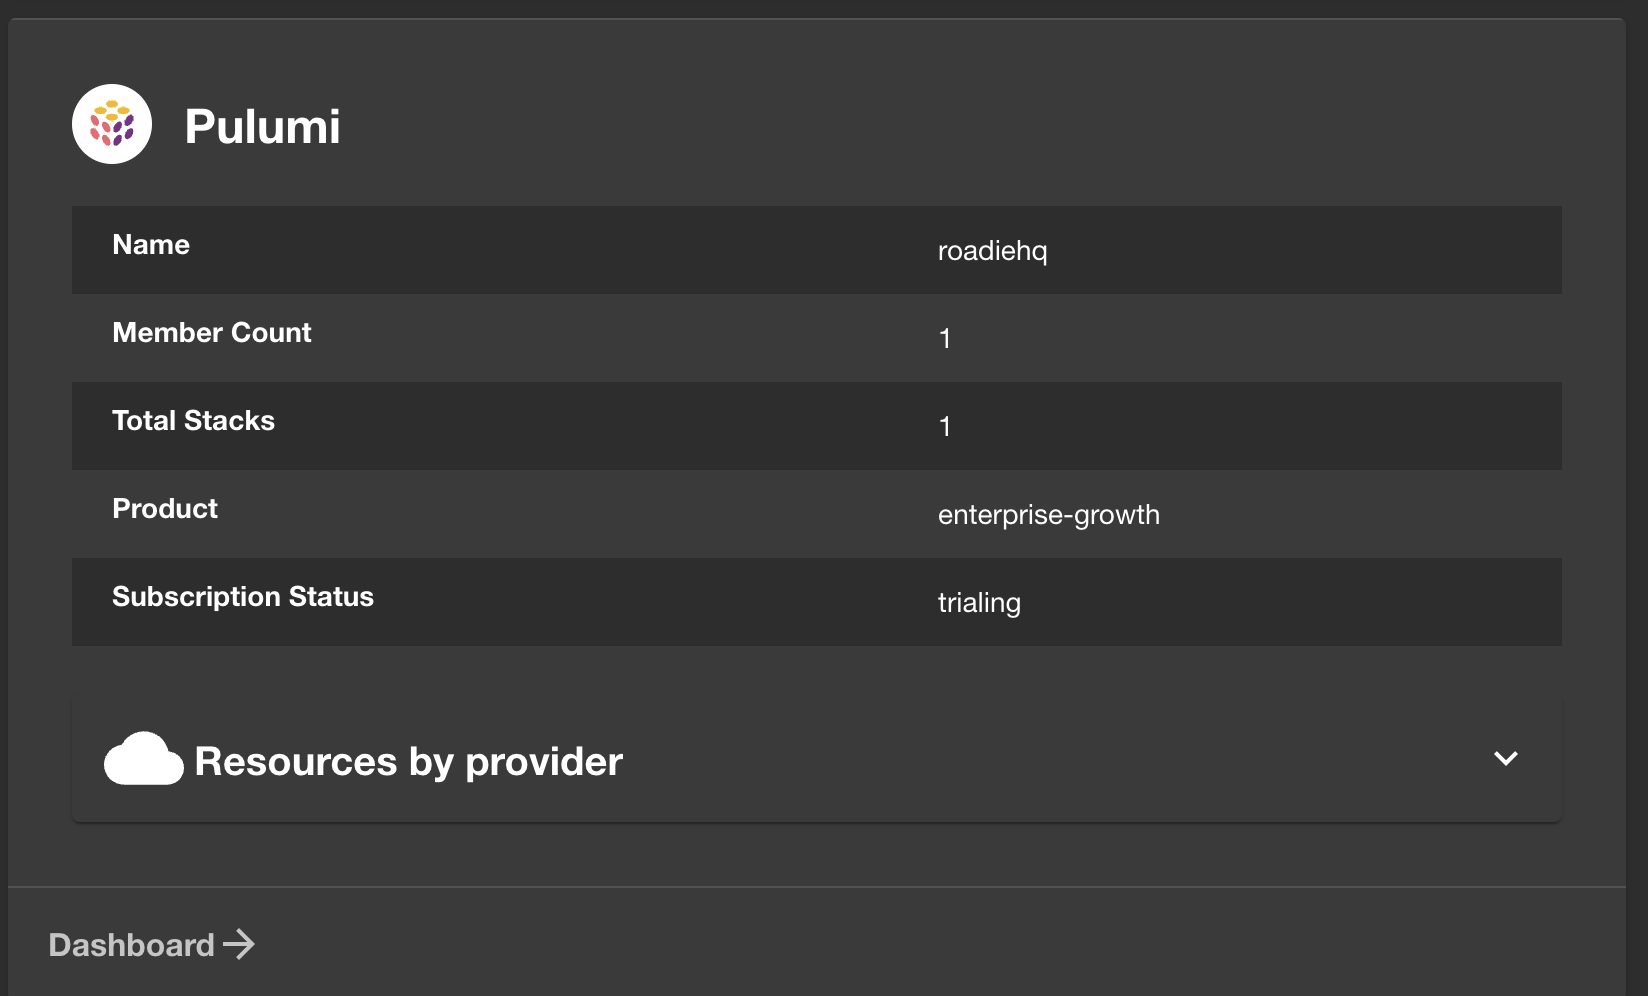 Pulumi
Name roadiehq
Member Count 1
Total Stacks 1
Product enterprise-growth
Subscription Status trialing
Resources by provider
Dashboard